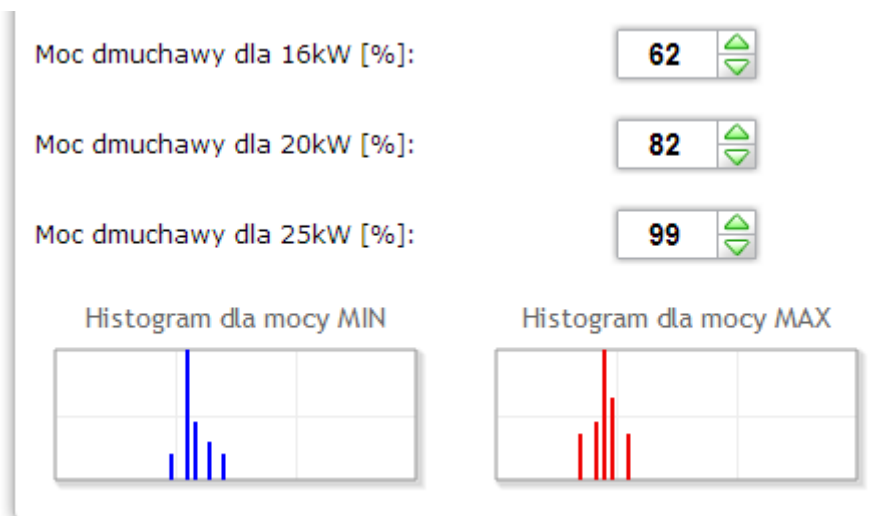 Moc dmuchawy dla 16kW [%]: 62
Moc dmuchawy dla 20kW [%]: 82
Moc dmuchawy dla 25kW [%]: 99
Histogram dla mocy MIN Histogram dla mocy MAX